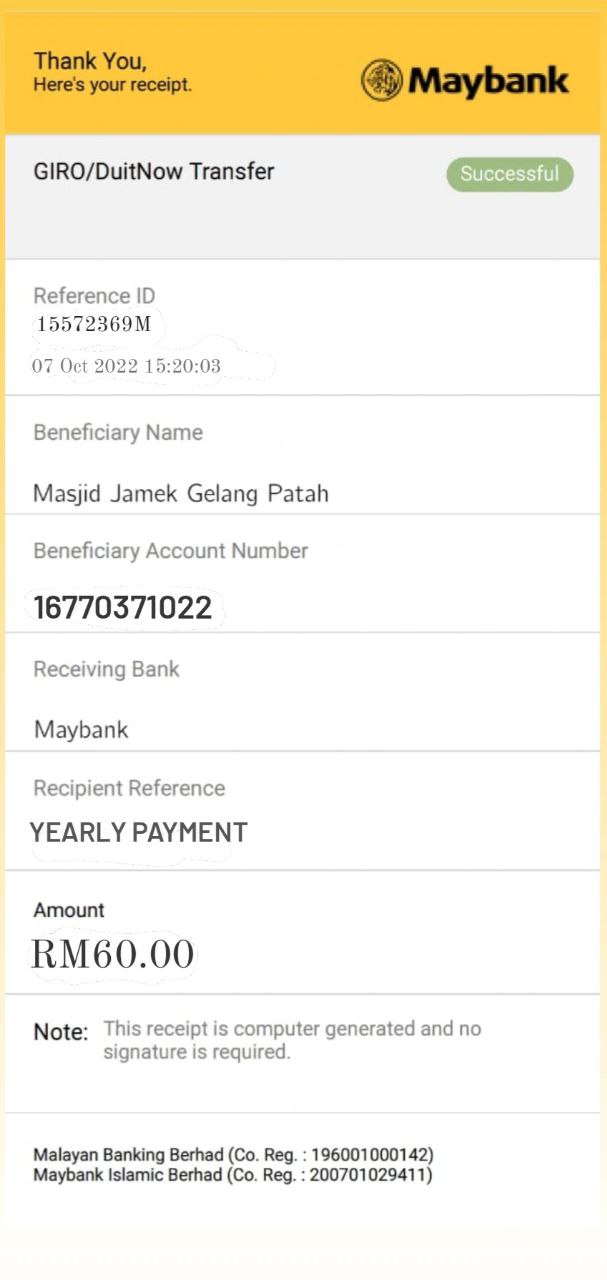 Thank You,
Here's your receipt.
Maybank
GIRO/DuitNow Transfer
Successful
Reference ID
15572369M
07 Oct 2022 15:20:03
Beneficiary Name
Masjid Jamek Gelang Patah
Beneficiary Account Number
16770371022
Receiving Bank
Maybank
Recipient Reference
YEARLY PAYMENT
Amount
RM60.00
Note: This receipt is computer generated and no
signature is required.
Malayan Banking Berhad (Co. Reg. : 196001000142)
Maybank Islamic Berhad (Co. Reg. : 200701029411)